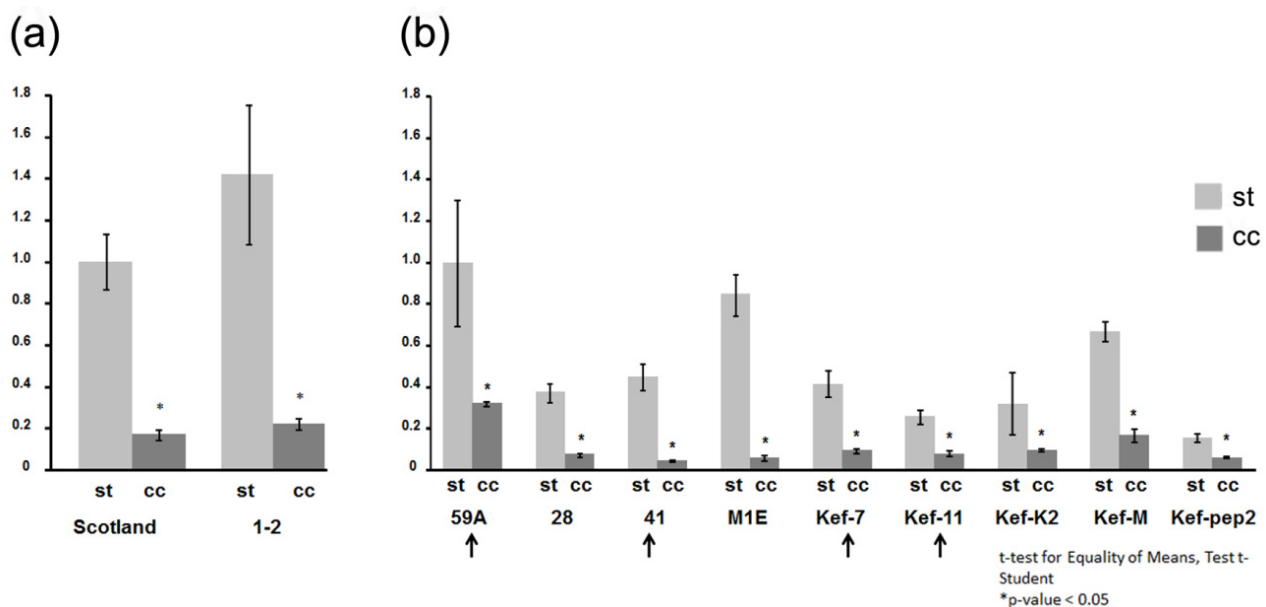 (a)
1.8
1.6
1.4
1.2
1.0
0.8
0.6
0.4
0.2
0
*
*
st cc st cc
Scotland 1-2
(b)
1.8
1.6
1.4
1.2
1.0
0.8
0.6
0.4
0.2
0
*
*
*
*
*
*
*
*
*
st cc st cc st cc st cc st cc st cc st cc st cc st cc
59A 28 41 M1E Kef-7 Kef-11 Kef-K2 Kef-M Kef-pep2
st
cc
t-test for Equality of Means, Test t-
Student
*p-value < 0.05